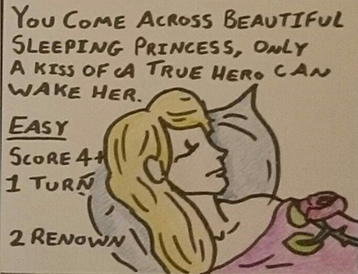 YOU COME ACROSS BEAUTIFUL
SLEEPING PRINCESS, ONLY
A KISS OF A TRUE HERO CAN
WAKE HER.
EASY
SCORE 4+
1 TURN
2 RENOWN